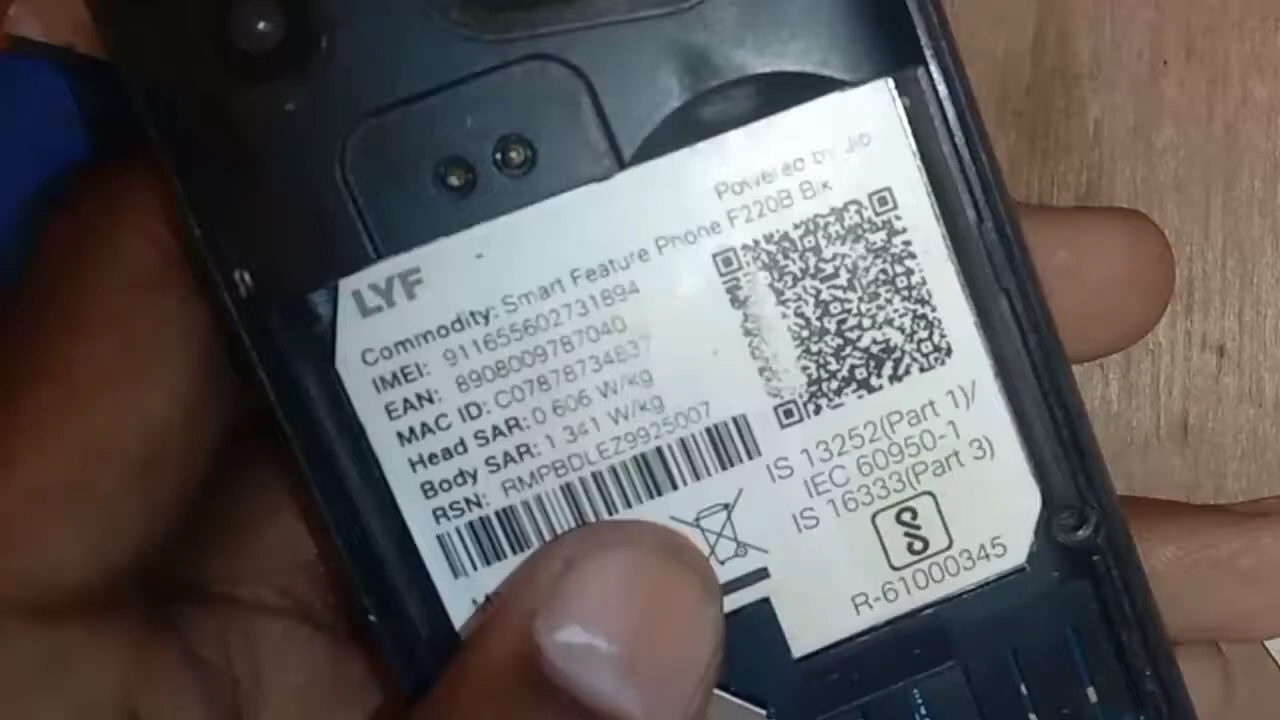 Powered by Jio
LYF
Commodity: Smart Feature Phone F220B Blk
IMEI: 911655602731894
EAN: 8908009787040
MAC ID: C07878734837
Head SAR: 0 606 W/kg
Body SAR: 1 341 W/kg
RSN: RMPBDLEZ9925007
IS 13252(Part 1)/
IEC 60950-1
IS 16333(Part 3)
R-61000345